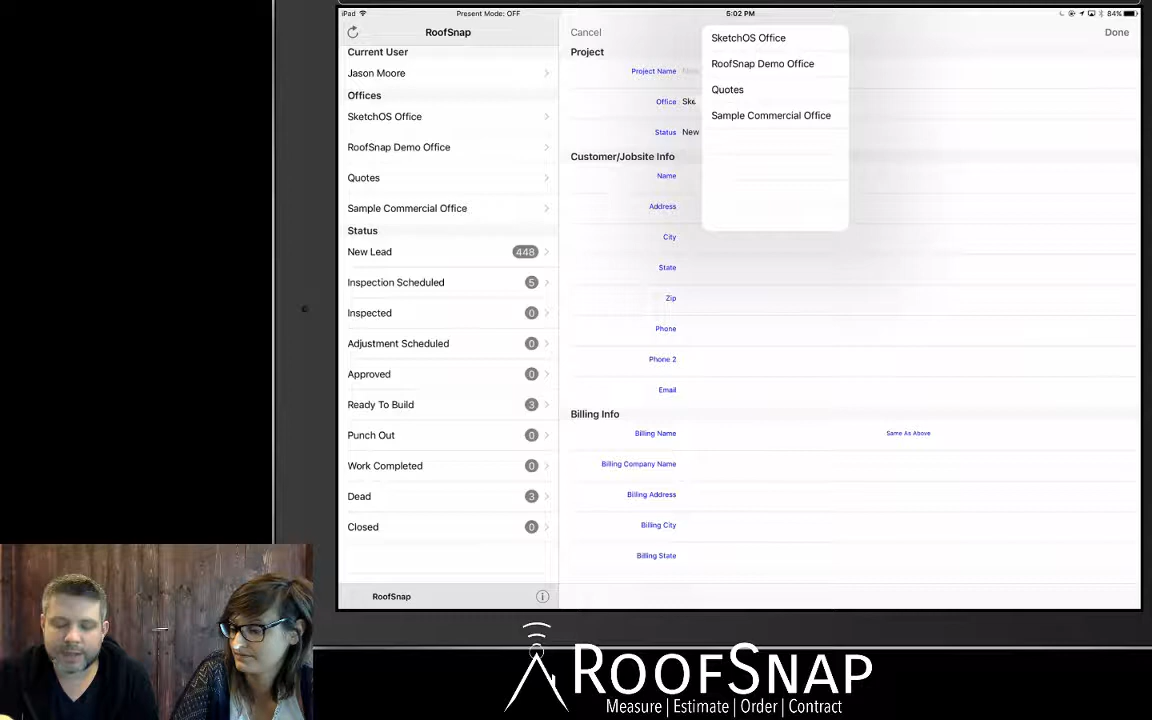 iPad
Present Mode: OFF
5:02 PM
84%
RoofSnap
Current User
Jason Moore
Offices
SketchOS Office
RoofSnap Demo Office
Quotes
Sample Commercial Office
Status
New Lead 448
Inspection Scheduled 5
Inspected 0
Adjustment Scheduled 0
Approved 0
Ready To Build 3
Punch Out 0
Work Completed 0
Dead 3
Closed 0
RoofSnap
Cancel
Done
Project
Project Name
Office
Status New
SketchOS Office
RoofSnap Demo Office
Quotes
Sample Commercial Office
Customer/Jobsite Info
Name
Address
City
State
Zip
Phone
Phone 2
Email
Billing Info
Billing Name Same As Above
Billing Company Name
Billing Address
Billing City
Billing State
ROOFSNAP
Measure | Estimate | Order | Contract